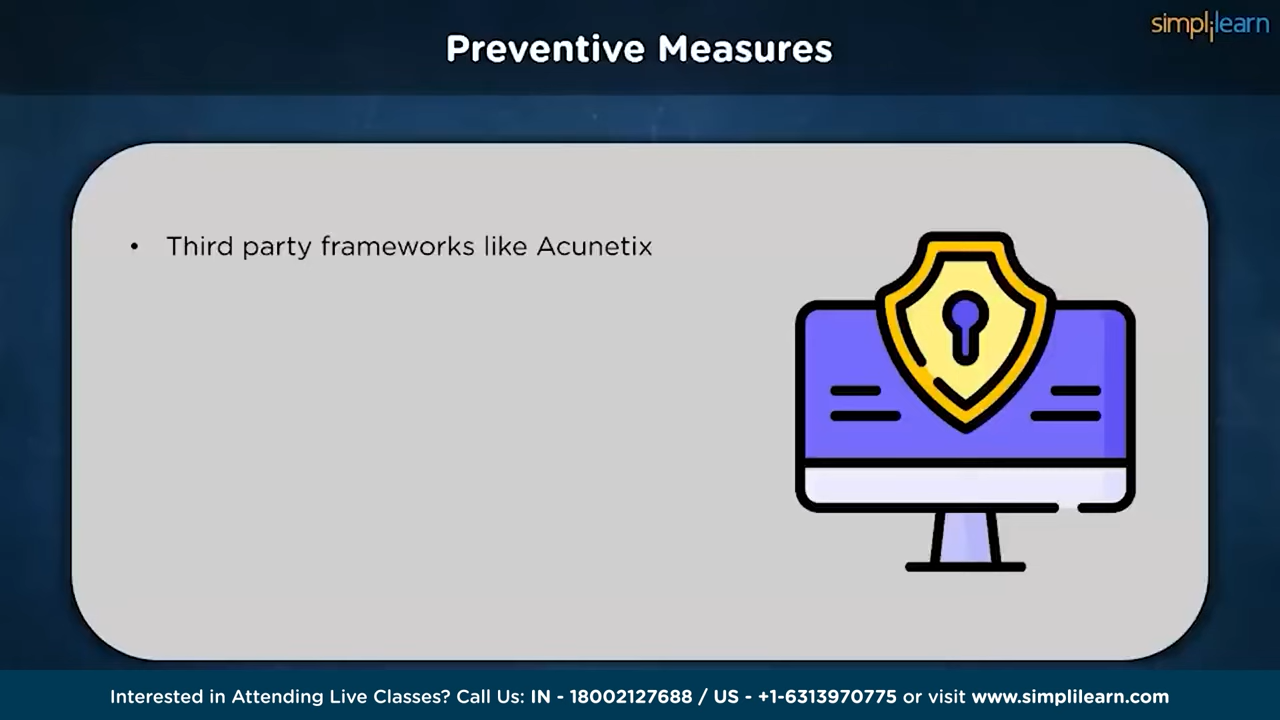 Preventive Measures
simplilearn
• Third party frameworks like Acunetix
Interested in Attending Live Classes? Call Us: IN - 18002127688 / US - +1-6313970775 or visit www.simplilearn.com